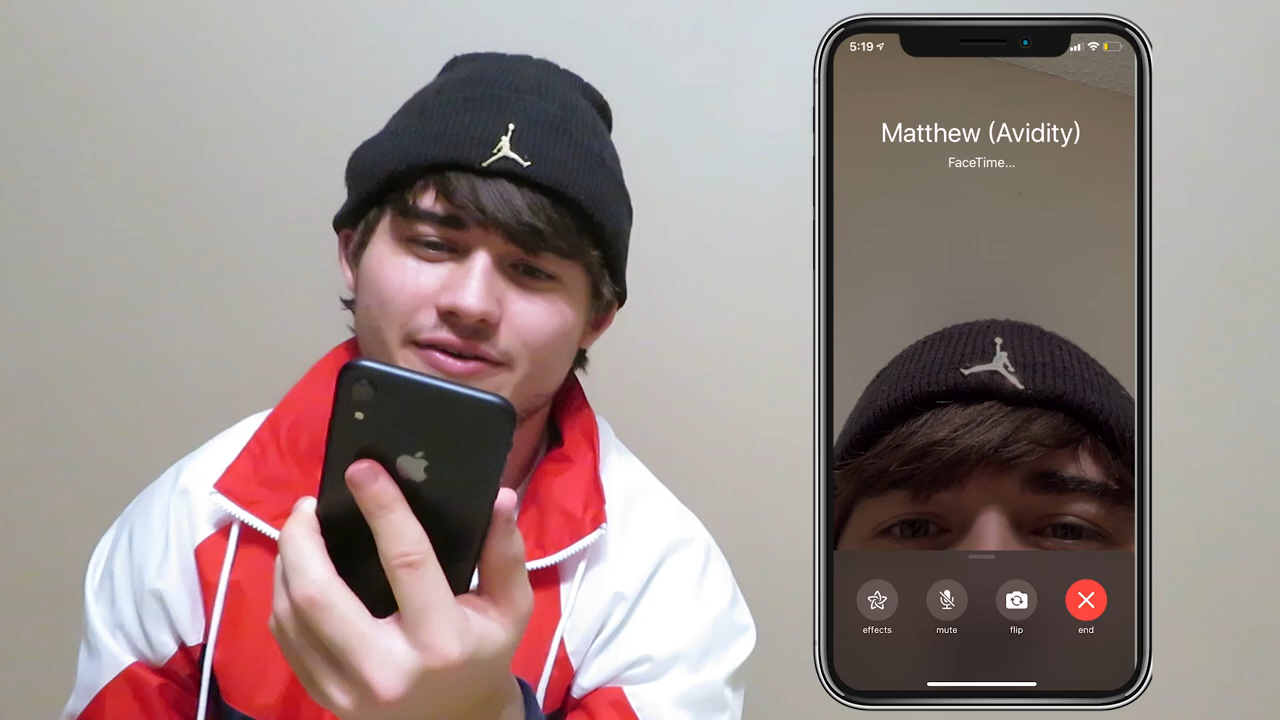 5:19
Matthew (Avidity)
FaceTime...
effects
mute
flip
end